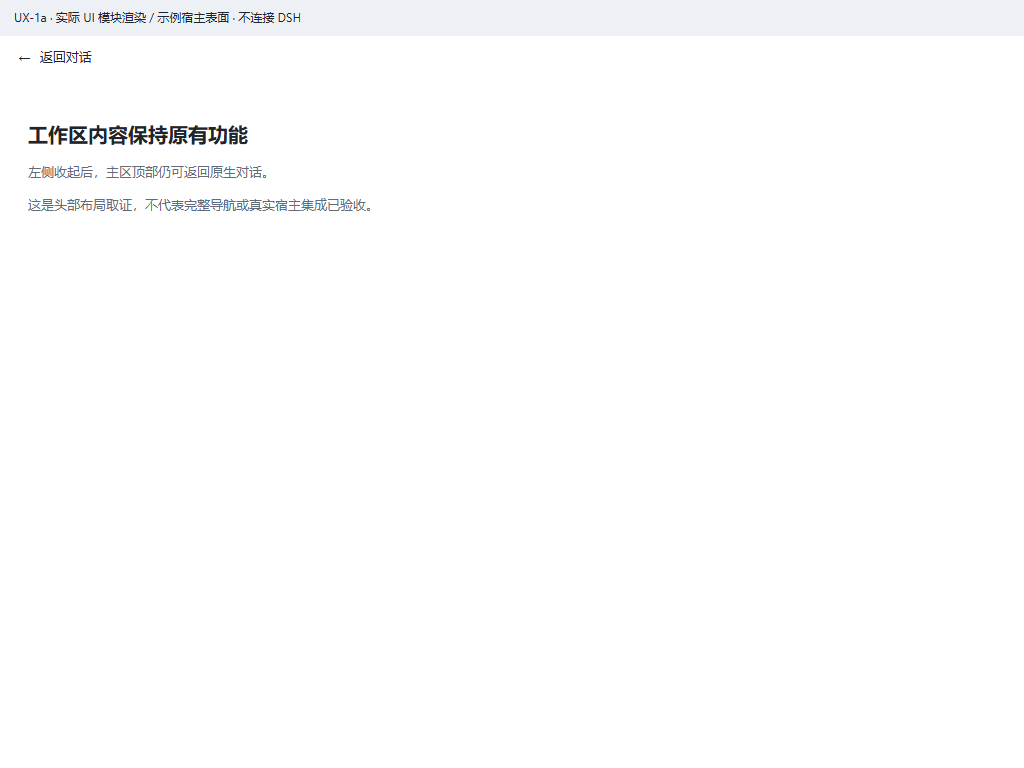 UX-1a · 实际 UI 模块渲染 / 示例宿主表面 · 不连接 DSH
← 返回对话
工作区内容保持原有功能
左侧收起后，主区顶部仍可返回原生对话。
这是头部布局取证，不代表完整导航或真实宿主集成已验收。